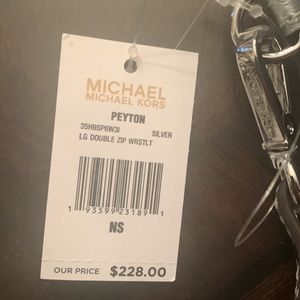 MICHAEL
MICHAEL KORS
PEYTON
35H9SP6W3I SILVER
LG DOUBLE ZIP WRSTLT
1 93599 23189 1
NS
OUR PRICE $228.00